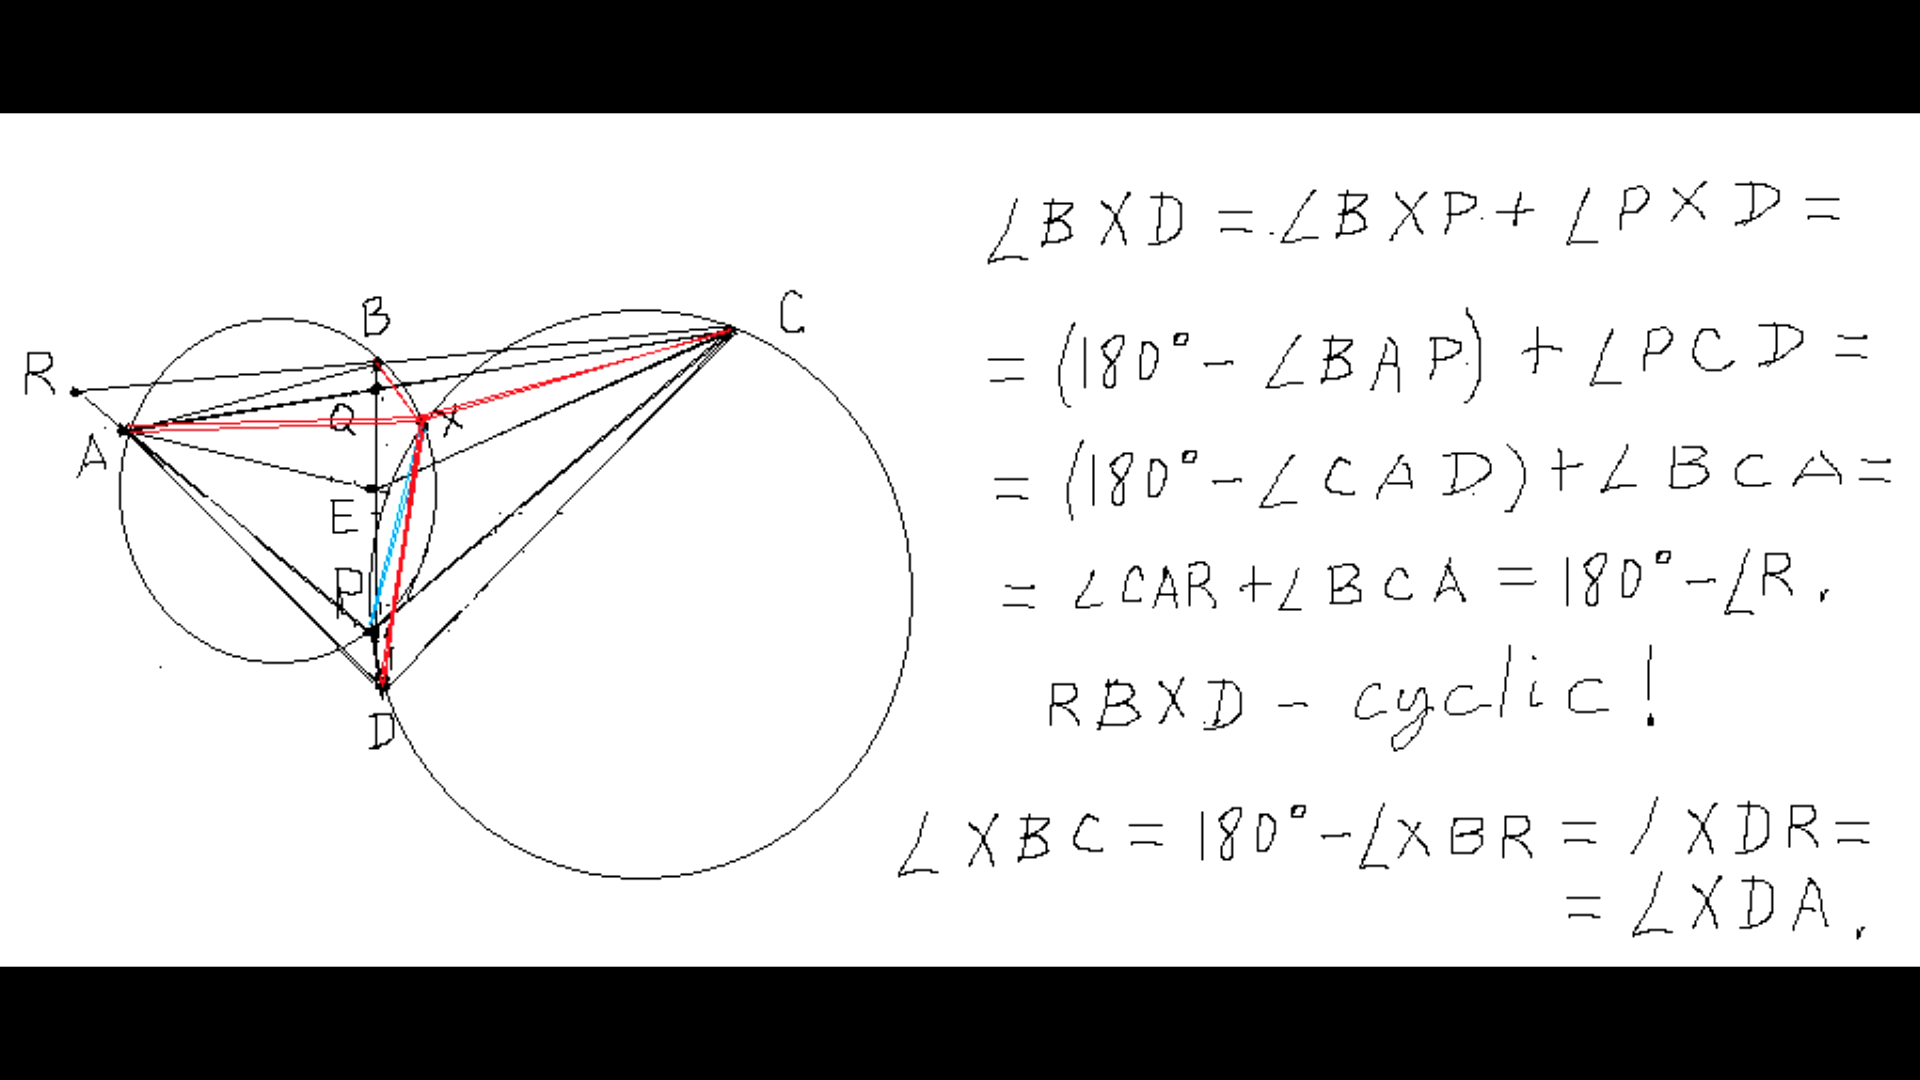 B
C
R
Q
X
A
E
P
D
∠BXD = ∠BXP + ∠PXD =
= (180° - ∠BAP) + ∠PCD =
= (180° - ∠CAD) + ∠BCA =
= ∠CAR + ∠BCA = 180° - ∠R.
RBXD - cyclic!
∠XBC = 180° - ∠XBR = /XDR =
= ∠XDA.